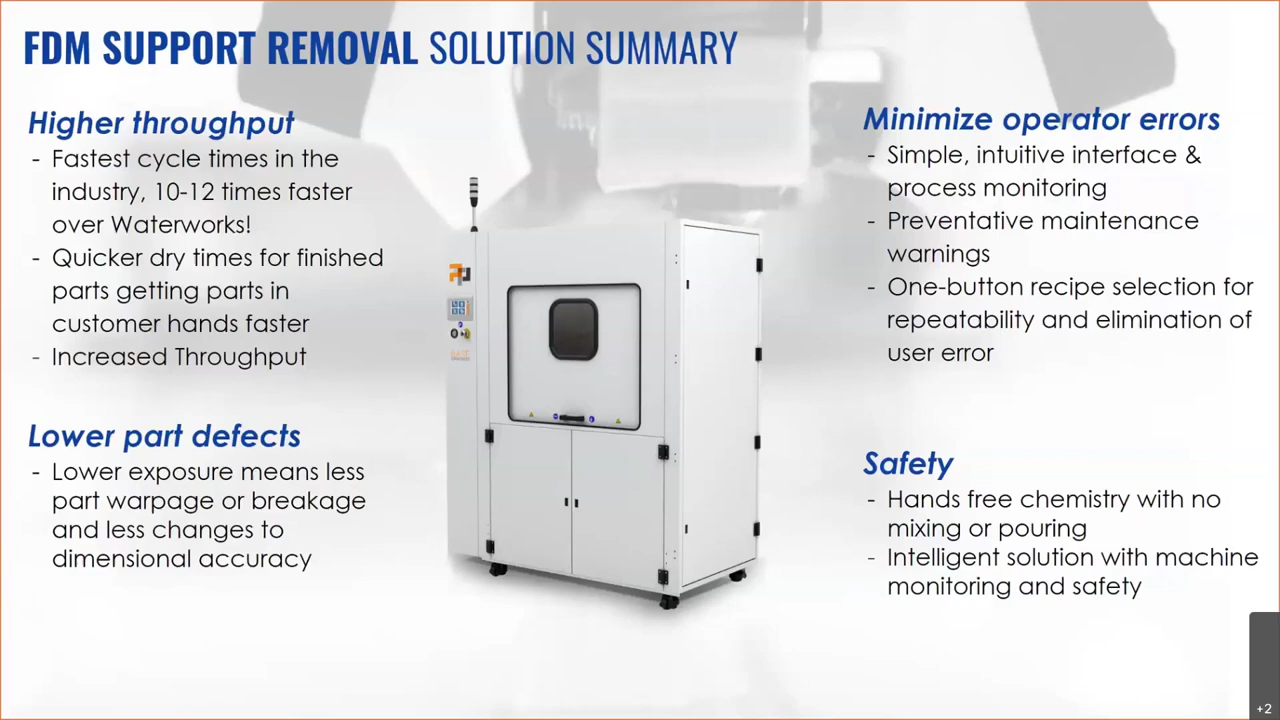 FDM SUPPORT REMOVAL SOLUTION SUMMARY
Higher throughput
- Fastest cycle times in the
industry, 10-12 times faster
over Waterworks!
- Quicker dry times for finished
parts getting parts in
customer hands faster
- Increased Throughput
Lower part defects
- Lower exposure means less
part warpage or breakage
and less changes to
dimensional accuracy
Minimize operator errors
- Simple, intuitive interface &
process monitoring
- Preventative maintenance
warnings
- One-button recipe selection for
repeatability and elimination of
user error
Safety
- Hands free chemistry with no
mixing or pouring
- Intelligent solution with machine
monitoring and safety
BASE
+2